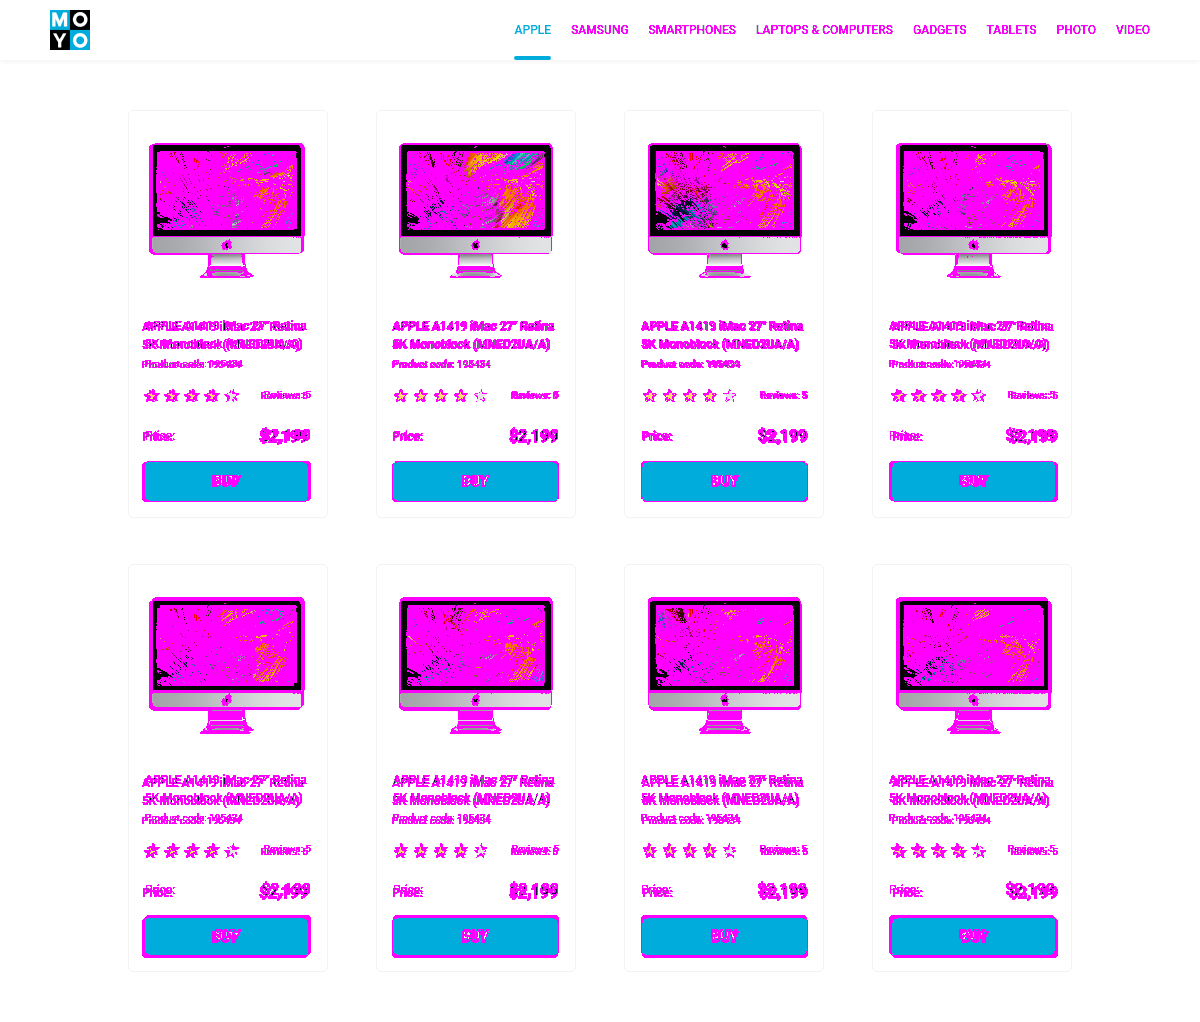 MO
YO
APPLE SAMSUNG SMARTPHONES LAPTOPS & COMPUTERS GADGETS TABLETS PHOTO VIDEO
APPLE A1419 iMac 27" Retina
5K Monoblock (MNED2UA/A)
Product code: 195434
Reviews: 5
Price: $2,199
BUY
APPLE A1419 iMac 27" Retina
5K Monoblock (MNED2UA/A)
Product code: 195434
Reviews: 5
Price: $2,199
BUY
APPLE A1419 iMac 27" Retina
5K Monoblock (MNED2UA/A)
Product code: 195434
Reviews: 5
Price: $2,199
BUY
APPLE A1419 iMac 27" Retina
5K Monoblock (MNED2UA/A)
Product code: 195434
Reviews: 5
Price: $2,199
BUY
APPLE A1419 iMac 27" Retina
5K Monoblock (MNED2UA/A)
Product code: 195434
Reviews: 5
Price: $2,199
BUY
APPLE A1419 iMac 27" Retina
5K Monoblock (MNED2UA/A)
Product code: 195434
Reviews: 5
Price: $2,199
BUY
APPLE A1419 iMac 27" Retina
5K Monoblock (MNED2UA/A)
Product code: 195434
Reviews: 5
Price: $2,199
BUY
APPLE A1419 iMac 27" Retina
5K Monoblock (MNED2UA/A)
Product code: 195434
Reviews: 5
Price: $2,199
BUY